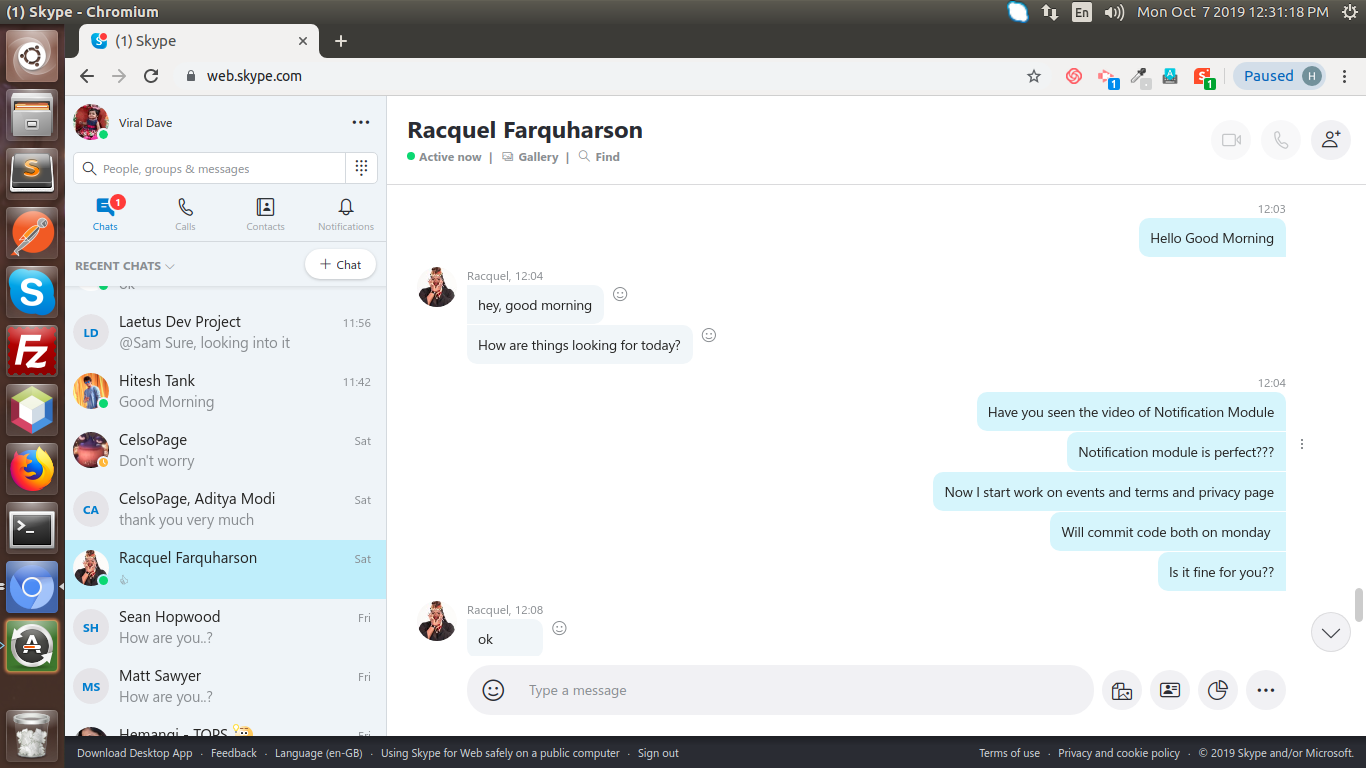 (1) Skype - Chromium
En
Mon Oct 7 2019 12:31:18 PM
(1) Skype
web.skype.com
1
1
Paused
H
Viral Dave
People, groups & messages
1
Chats
Calls
Contacts
Notifications
RECENT CHATS
+ Chat
ok
LD
Laetus Dev Project
11:56
@Sam Sure, looking into it
Hitesh Tank
11:42
Good Morning
CelsoPage
Sat
Don't worry
CA
CelsoPage, Aditya Modi
Sat
thank you very much
Racquel Farquharson
Sat
SH
Sean Hopwood
Fri
How are you..?
MS
Matt Sawyer
Fri
How are you..?
Hemangi - TOPS
Racquel Farquharson
Active now | Gallery | Find
12:03
Hello Good Morning
Racquel, 12:04
hey, good morning
How are things looking for today?
12:04
Have you seen the video of Notification Module
Notification module is perfect???
Now I start work on events and terms and privacy page
Will commit code both on monday
Is it fine for you??
Racquel, 12:08
ok
Type a message
Download Desktop App · Feedback · Language (en-GB) · Using Skype for Web safely on a public computer · Sign out
Terms of use · Privacy and cookie policy · © 2019 Skype and/or Microsoft.